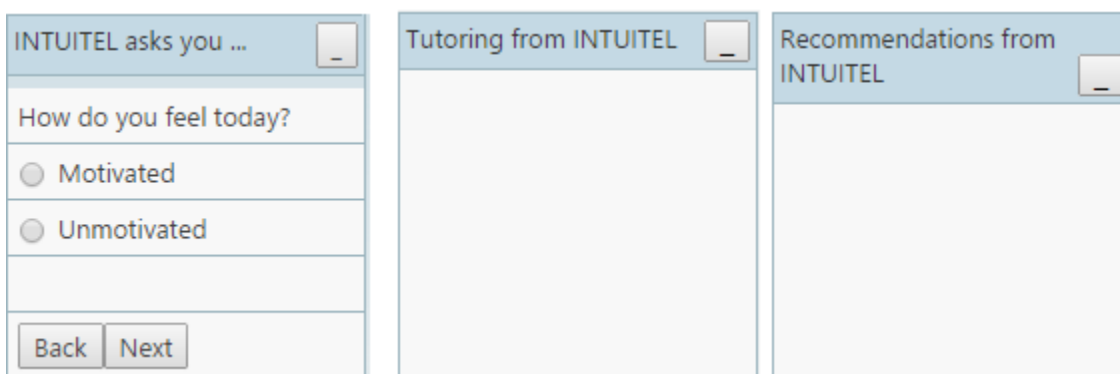 INTUITEL asks you ...
_
How do you feel today?
Motivated
Unmotivated
Back Next
Tutoring from INTUITEL
_
Recommendations from
INTUITEL
_